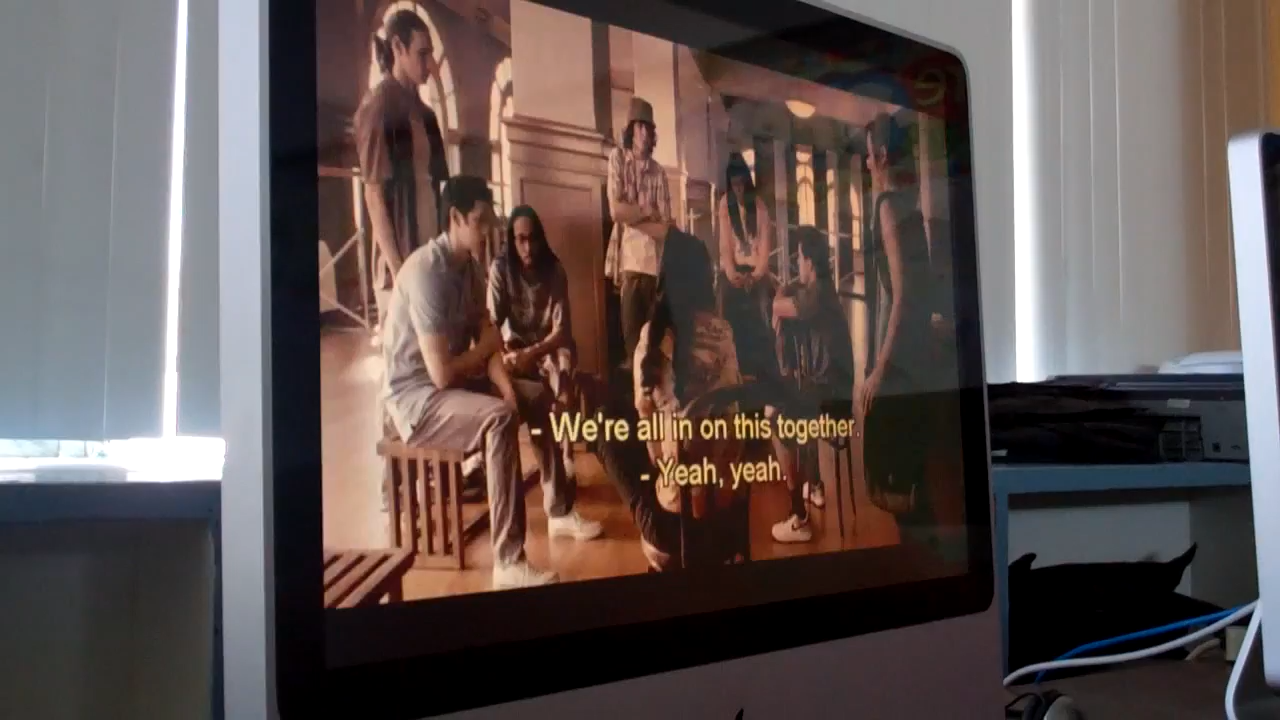 - We're all in on this together.
- Yeah, yeah.